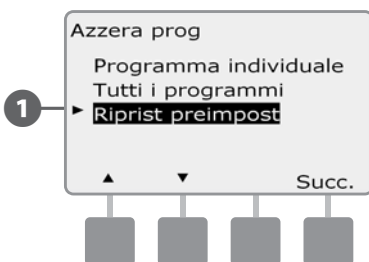 Azzera prog
Programma individuale
Tutti i programmi
1 ► Riprist preimpost
▲ ▼ Succ.